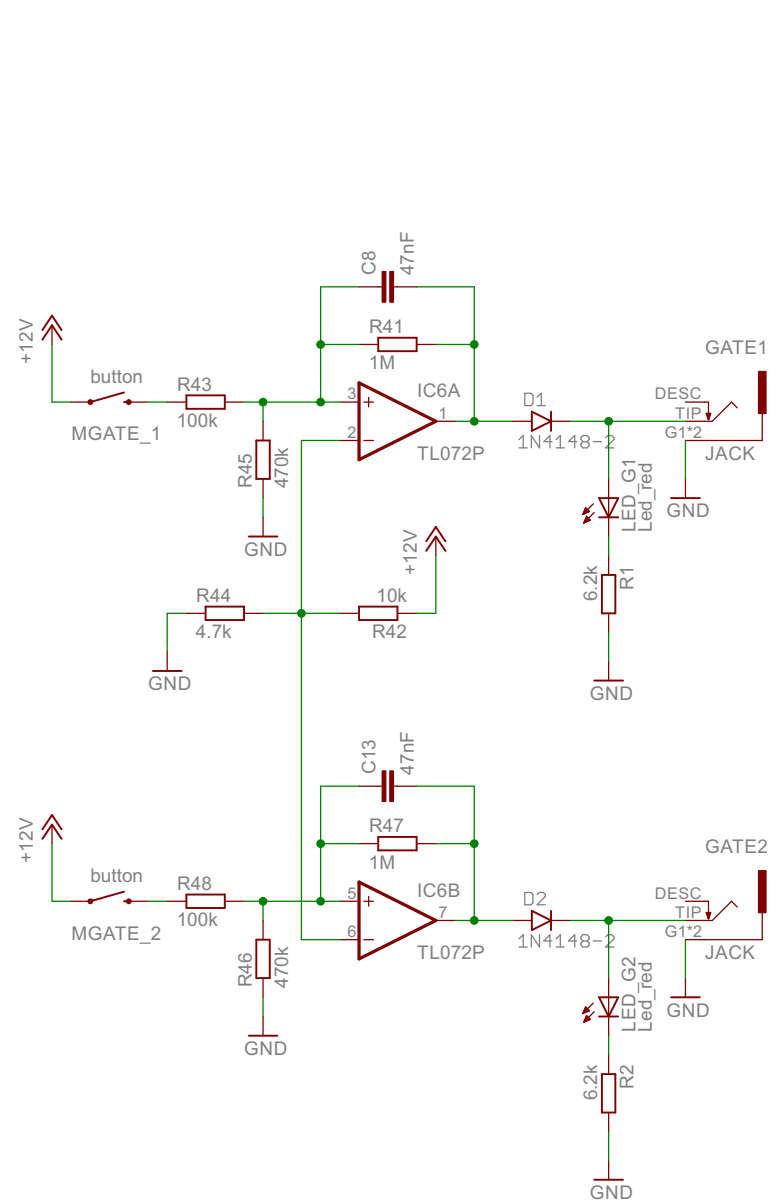 C8
47nF
+12V
R41
1M
GATE1
button
R43
100k
MGATE_1
3
2
1
IC6A
TL072P
D1
1N4148-2
DESC
TIP
G1*2
JACK
GND
R45
470k
GND
LED_G1
Led_red
+12V
6.2k
R1
R44
4.7k
10k
R42
GND
GND
C13
47nF
+12V
R47
1M
GATE2
button
R48
100k
MGATE_2
5
6
7
IC6B
TL072P
D2
1N4148-2
DESC
TIP
G1*2
JACK
GND
R46
470k
GND
LED_G2
Led_red
6.2k
R2
GND